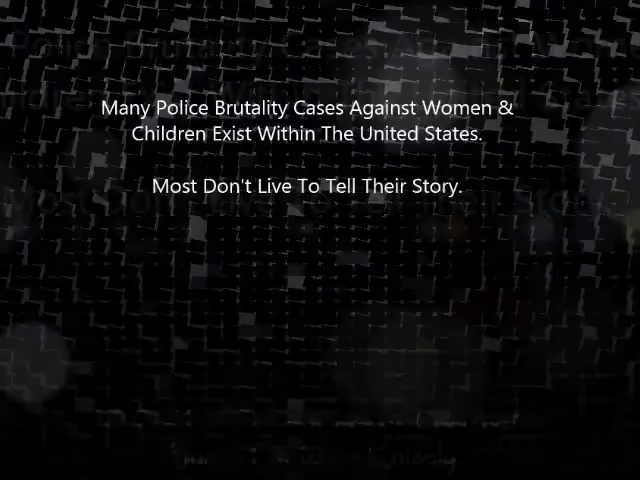 Many Police Brutality Cases Against Women &
Children Exist Within The United States.
Most Don't Live To Tell Their Story.